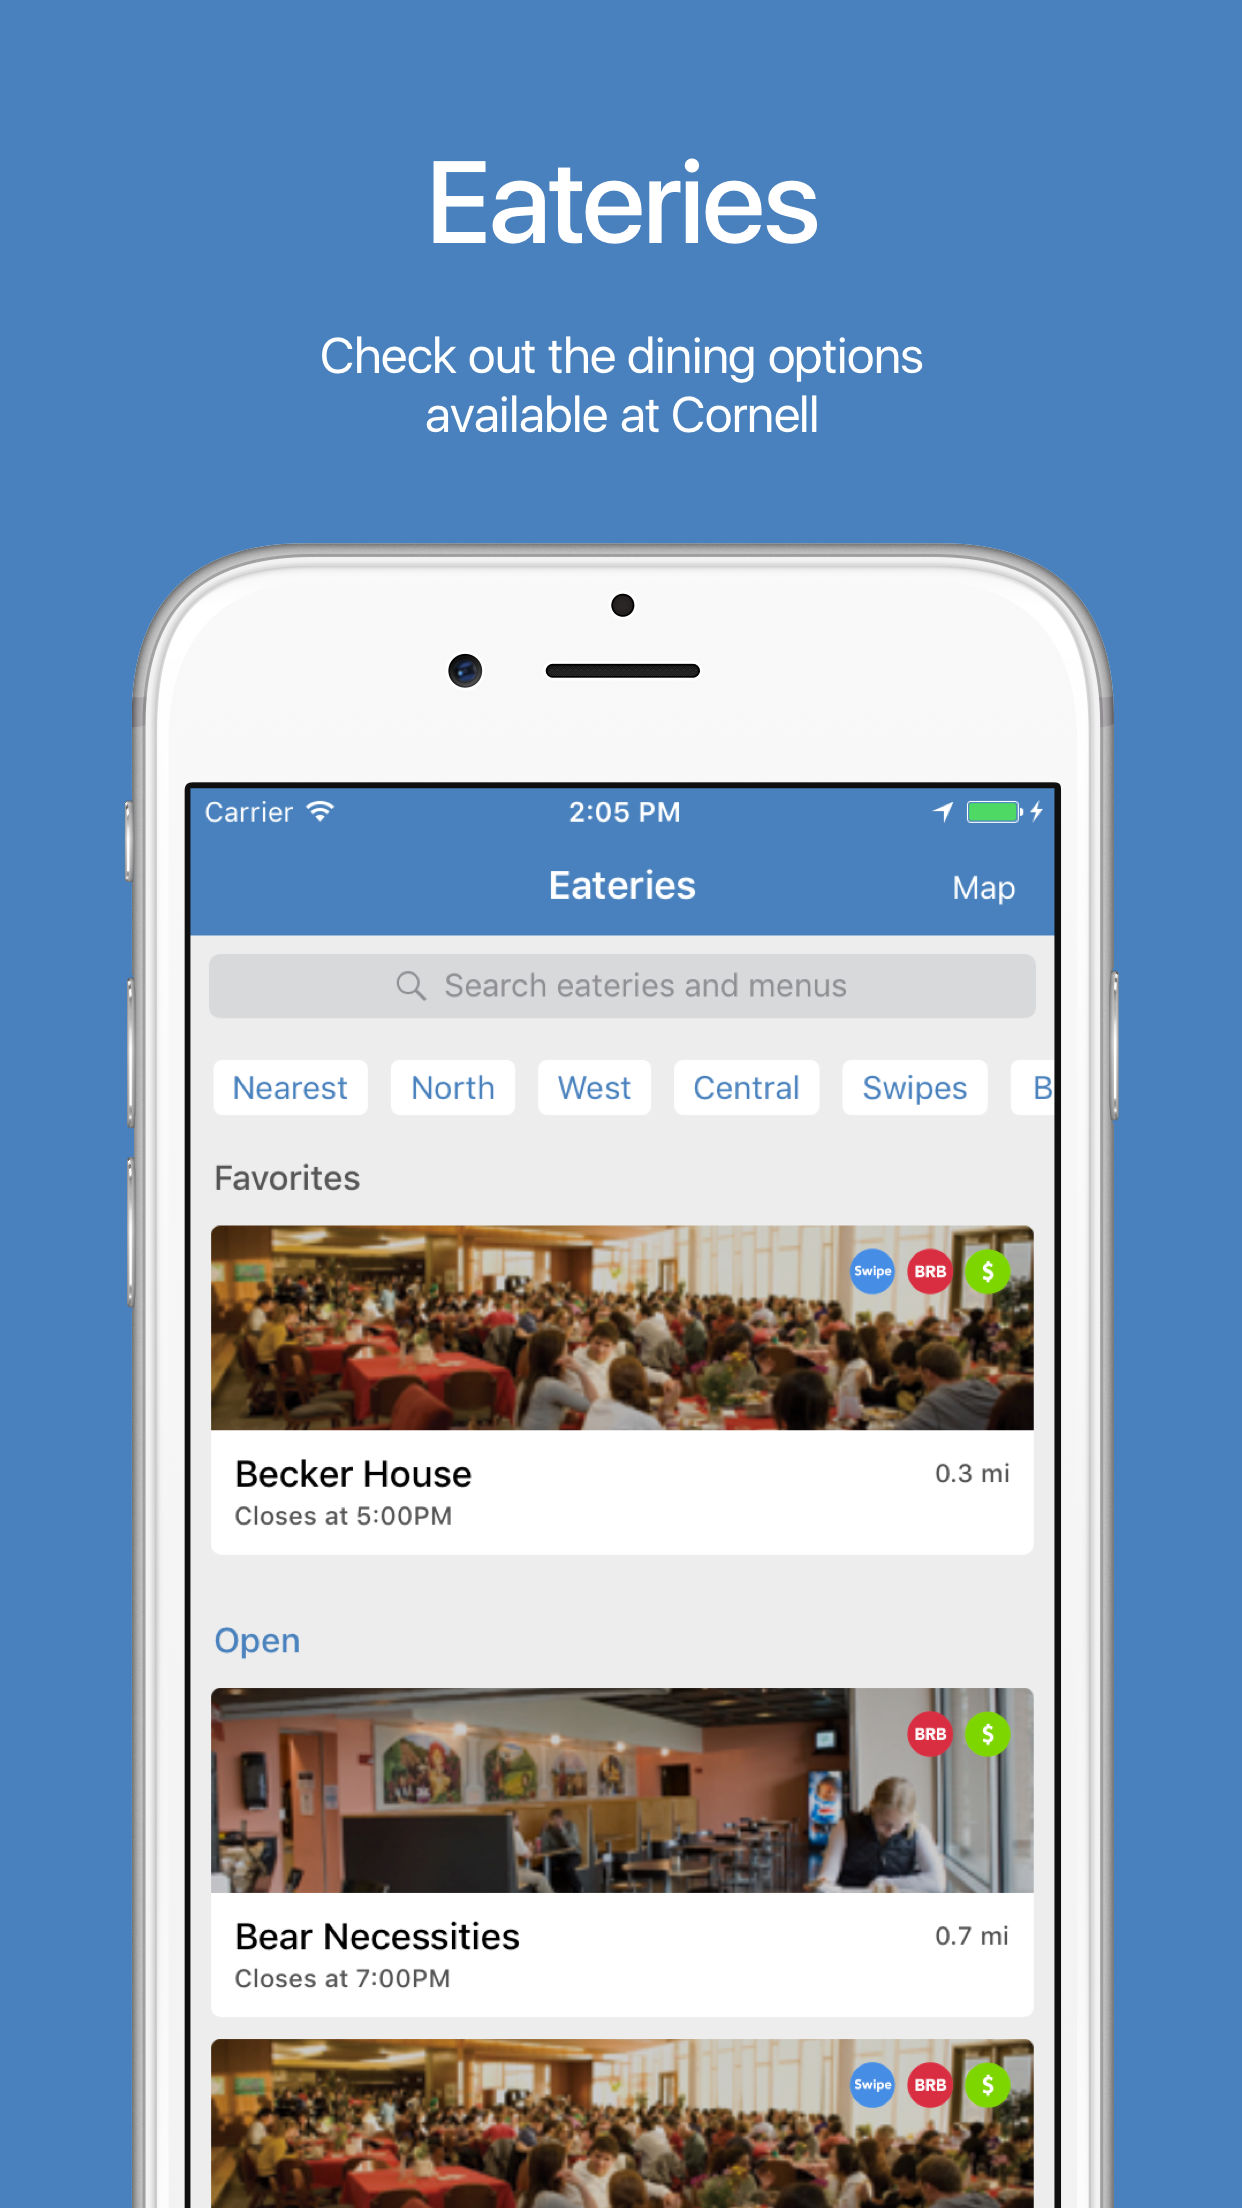 Eateries
Check out the dining options
available at Cornell
Carrier 2:05 PM
Eateries Map
Search eateries and menus
Nearest North West Central Swipes B
Favorites
Swipe BRB $
Becker House 0.3 mi
Closes at 5:00PM
Open
BRB $
Bear Necessities 0.7 mi
Closes at 7:00PM
Swipe BRB $